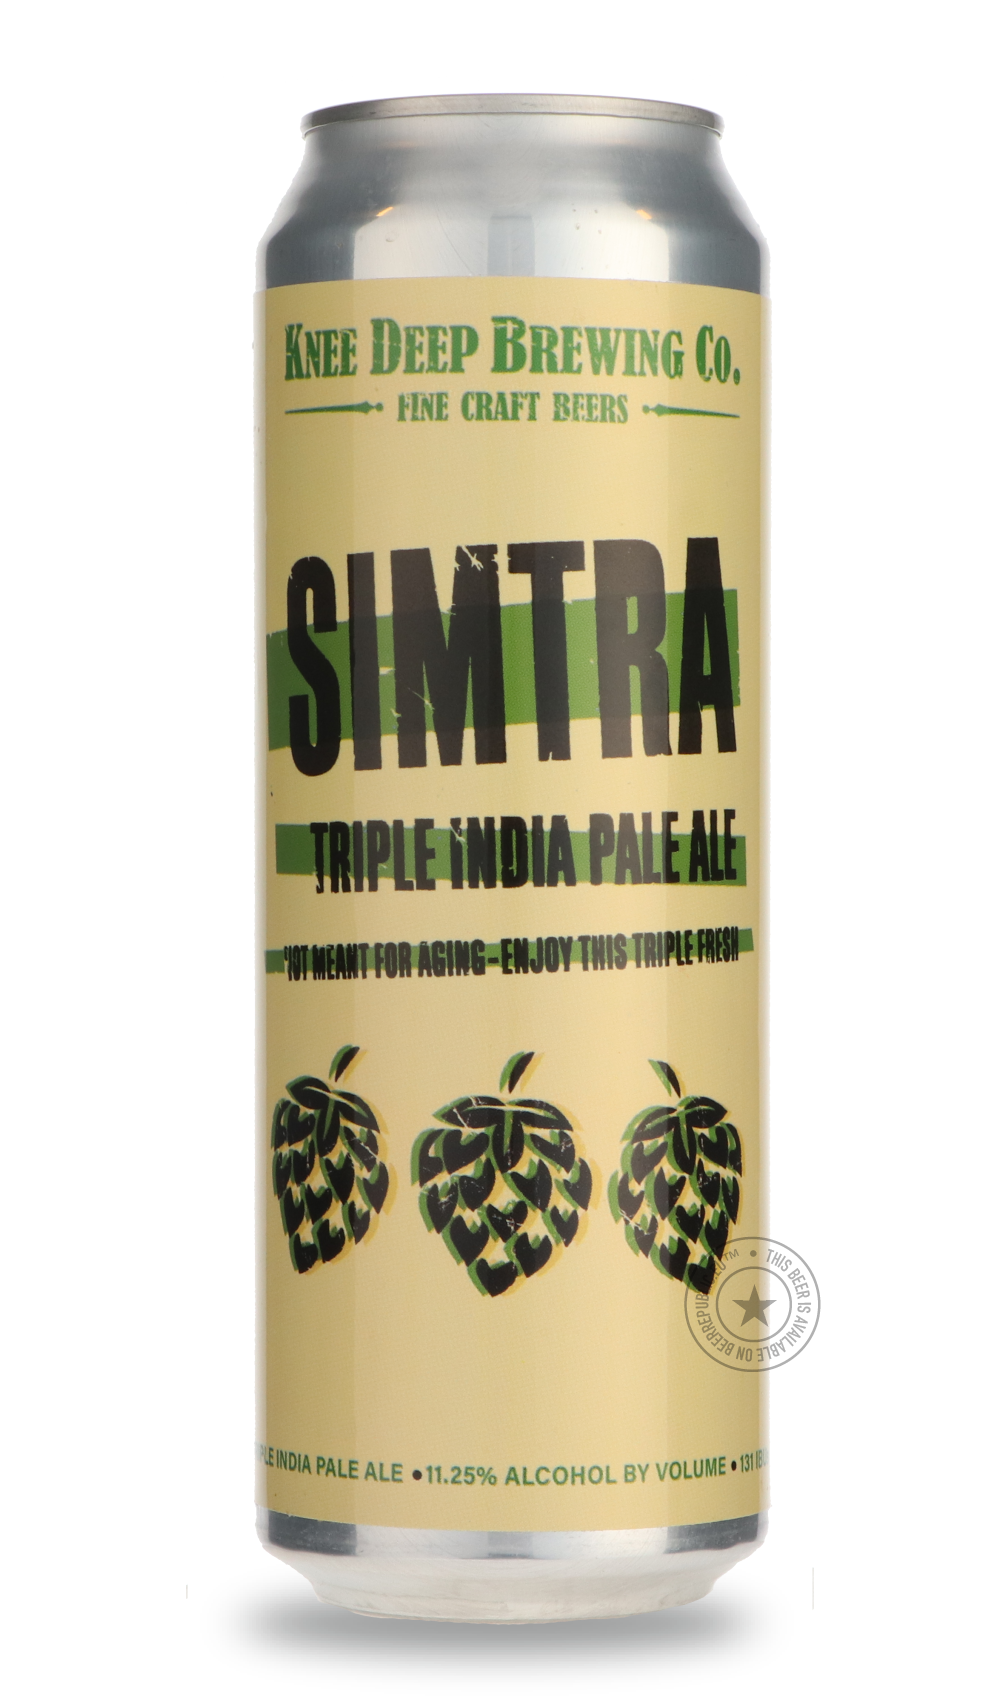 KNEE DEEP BREWING CO.
FINE CRAFT BEERS
SIMTRA
TRIPLE INDIA PALE ALE
NOT MEANT FOR AGING-ENJOY THIS TRIPLE FRESH
INDIA PALE ALE • 11.25% ALCOHOL BY VOLUME • 131
• THIS BEER IS AVAILABLE ON